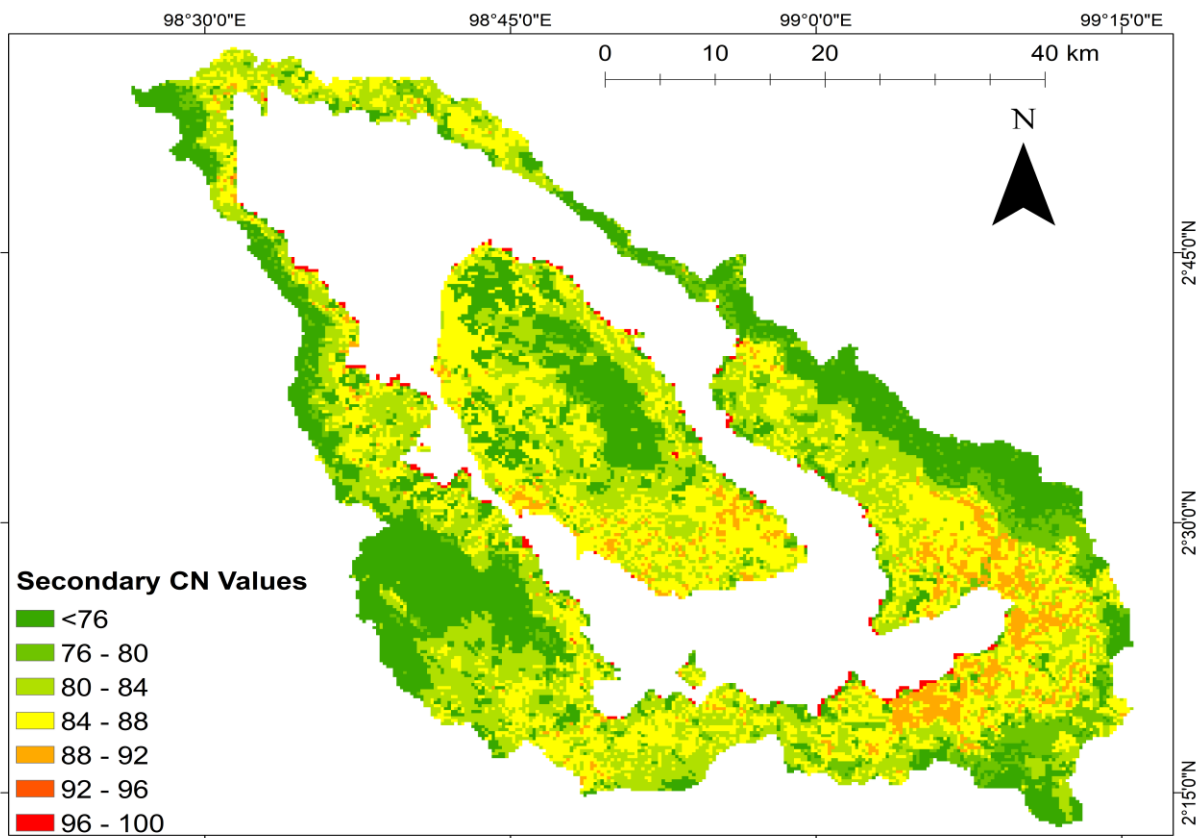 98°30'0"E 98°45'0"E 99°0'0"E 99°15'0"E
0 10 20 40 km
N
2°45'0"N
2°30'0"N
2°15'0"N
Secondary CN Values
<76
76 - 80
80 - 84
84 - 88
88 - 92
92 - 96
96 - 100